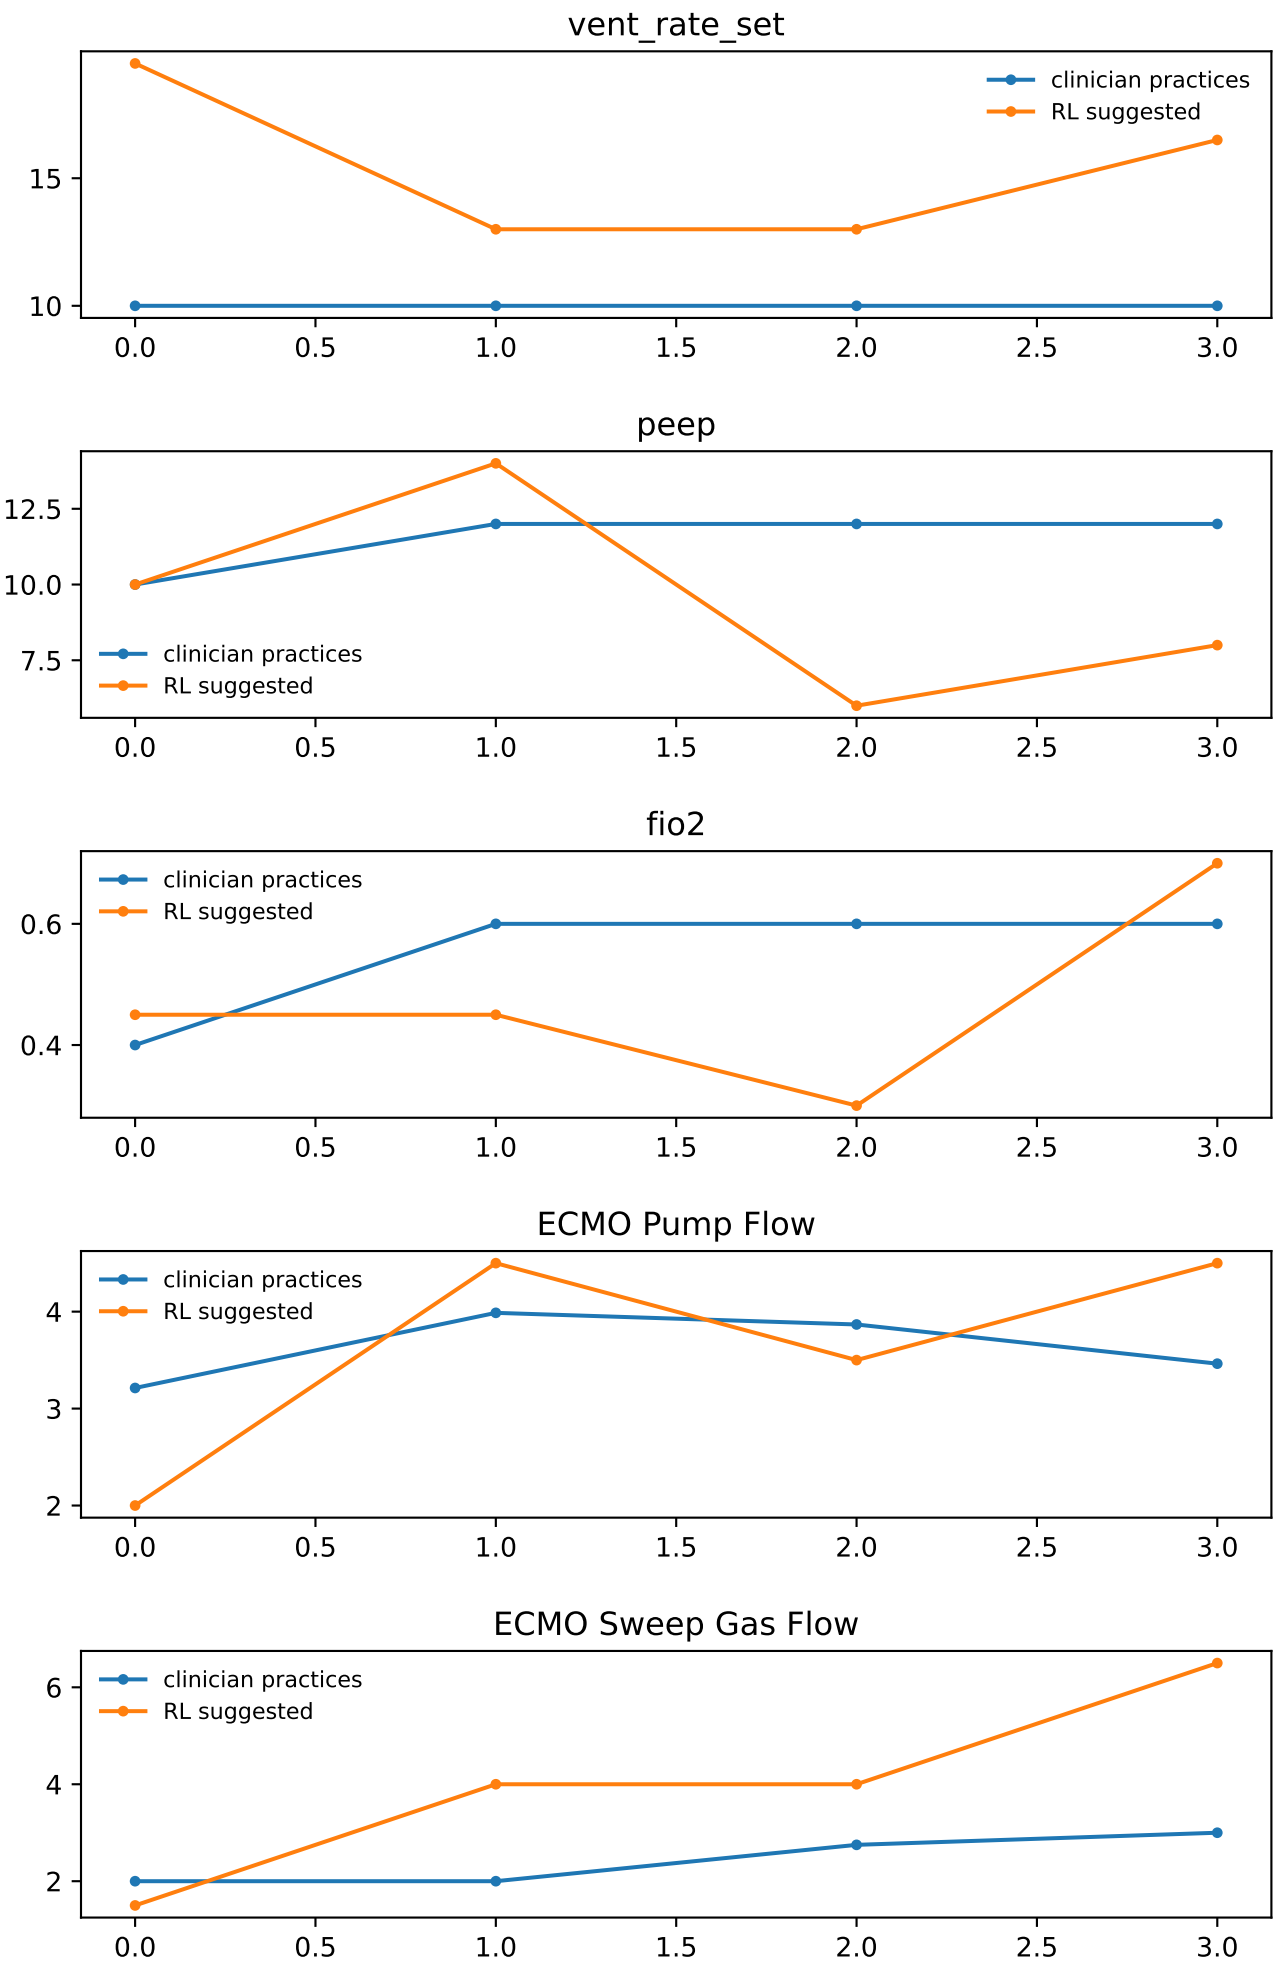 vent_rate_set
clinician practices
RL suggested
15
10
0.0 0.5 1.0 1.5 2.0 2.5 3.0
peep
12.5
10.0
7.5
clinician practices
RL suggested
0.0 0.5 1.0 1.5 2.0 2.5 3.0
fio2
clinician practices
RL suggested
0.6
0.4
0.0 0.5 1.0 1.5 2.0 2.5 3.0
ECMO Pump Flow
clinician practices
RL suggested
4
3
2
0.0 0.5 1.0 1.5 2.0 2.5 3.0
ECMO Sweep Gas Flow
clinician practices
RL suggested
6
4
2
0.0 0.5 1.0 1.5 2.0 2.5 3.0